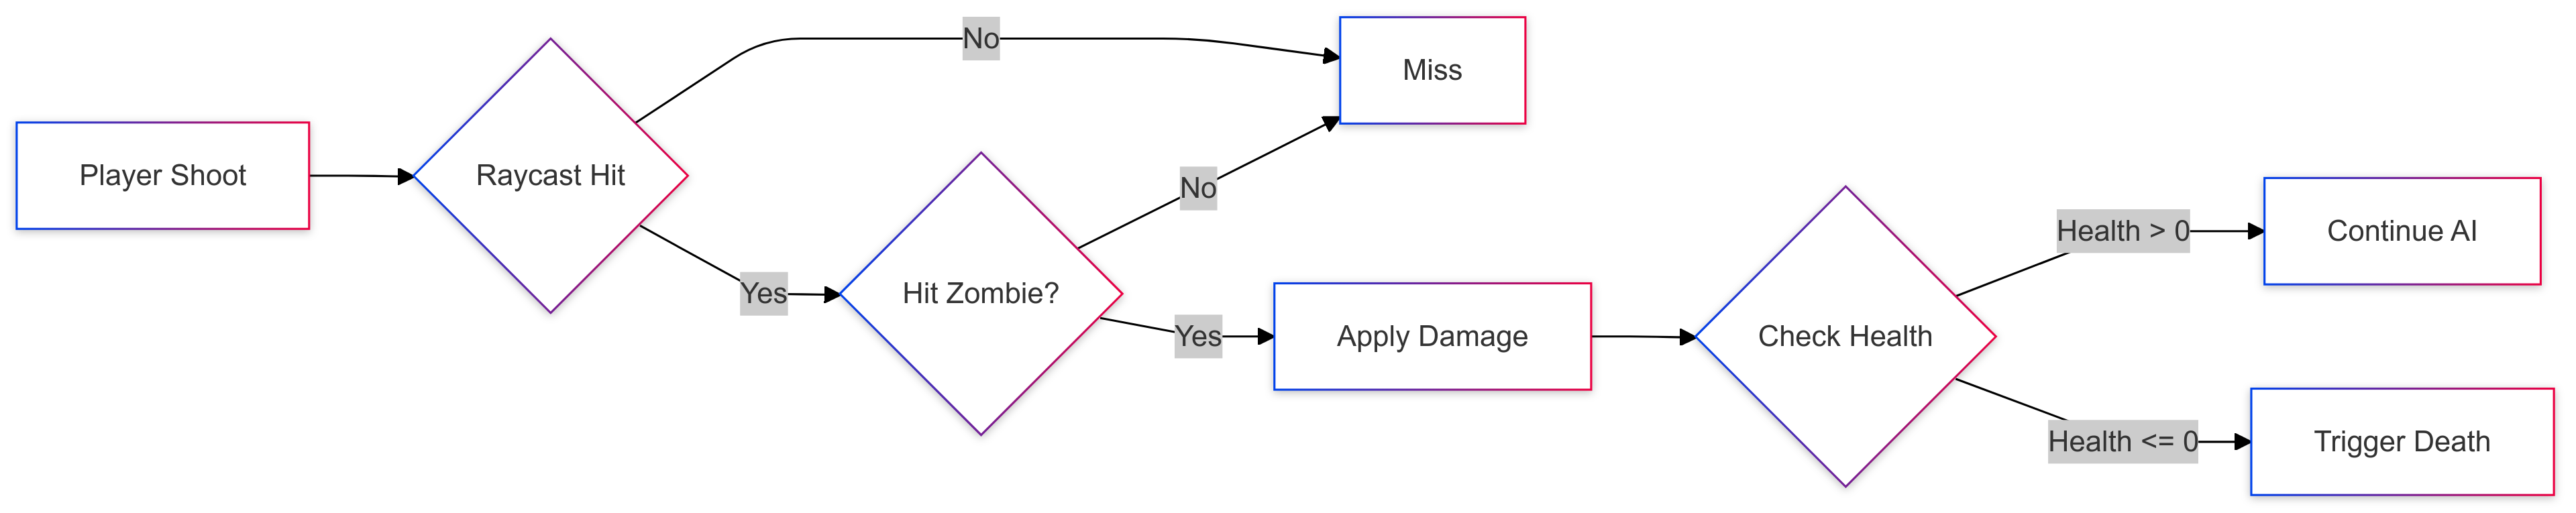 Player Shoot
Raycast Hit
No
Miss
Yes
Hit Zombie?
No
Yes
Apply Damage
Check Health
Health > 0
Continue AI
Health <= 0
Trigger Death